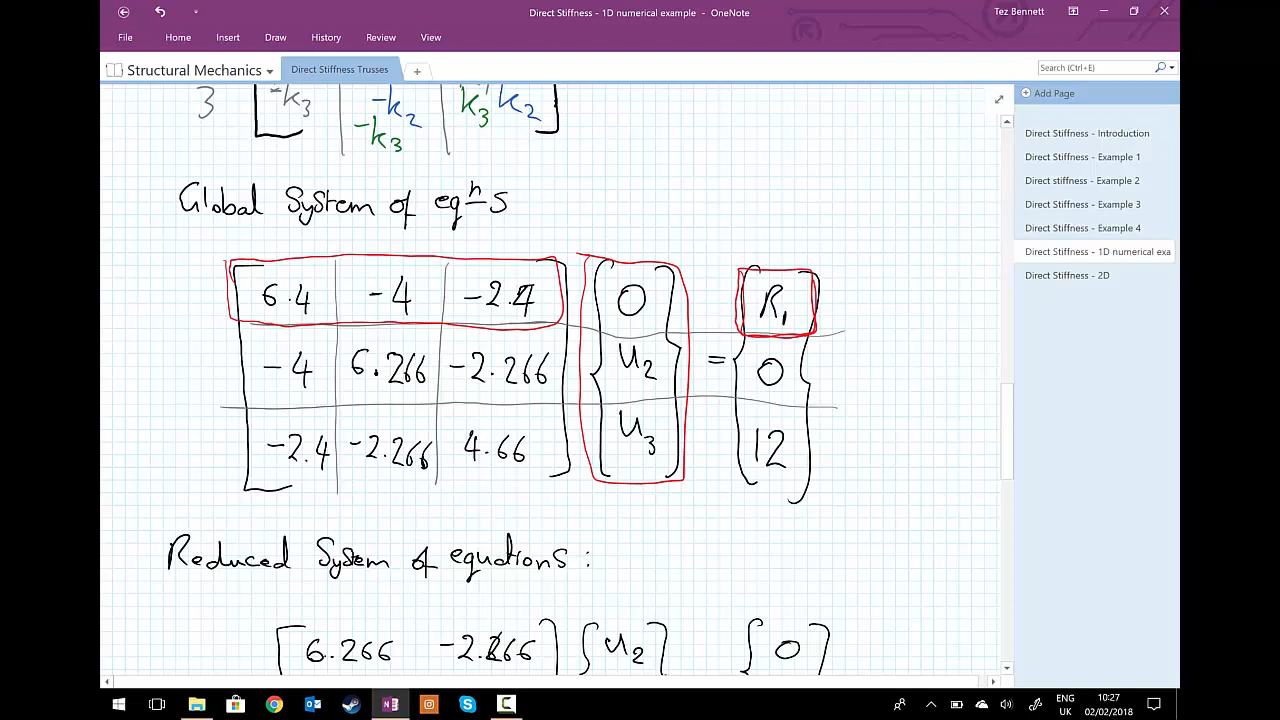 Direct Stiffness - 1D numerical example - OneNote
Tez Bennett
File Home Insert Draw History Review View
Structural Mechanics
Direct Stiffness Trusses
+
Search (Ctrl+E)
Add Page
Direct Stiffness - Introduction
Direct Stiffness - Example 1
Direct stiffness - Example 2
Direct Stiffness - Example 3
Direct Stiffness - Example 4
Direct Stiffness - 1D numerical exa
Direct Stiffness - 2D
3 -k3 -k2 k3 + k2
-k3
Global System of eqns
6.4 -4 -2.4 0 R1
-4 6.266 -2.266 u2 = 0
-2.4 -2.266 4.66 u3 12
Reduced System of equations :
6.266 -2.266 u2 0
ENG 10:27
UK 02/02/2018